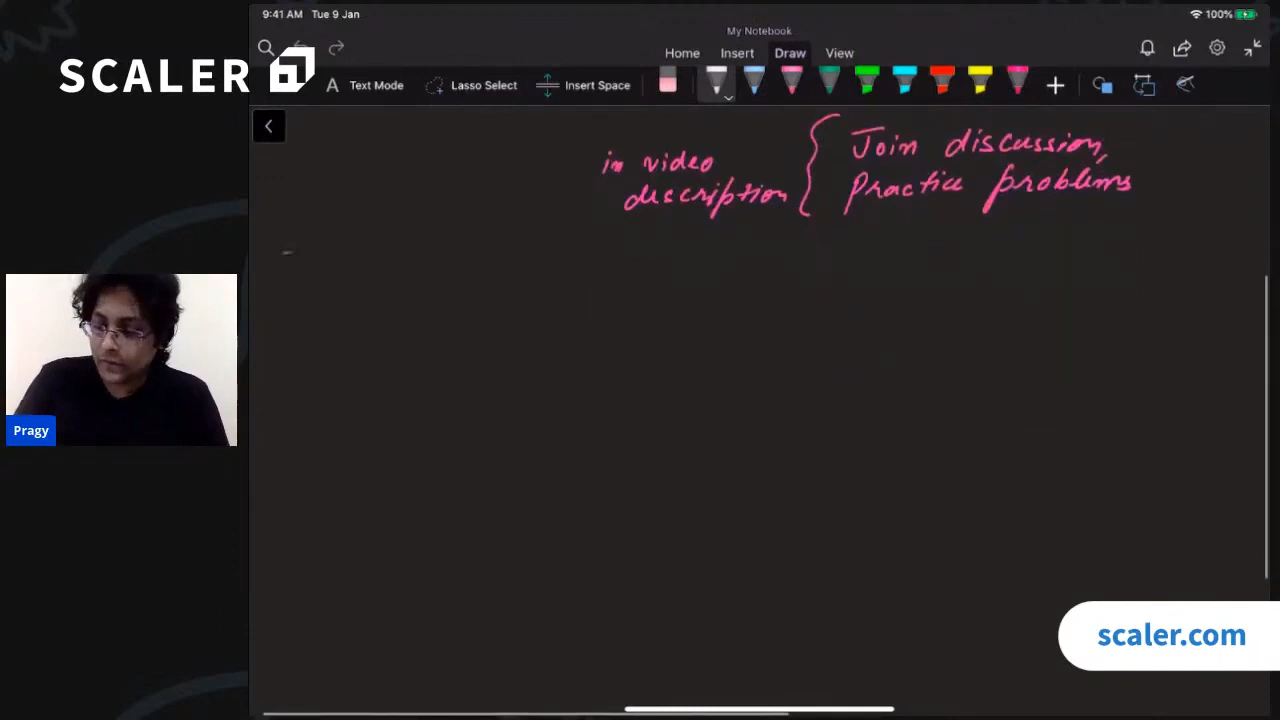 9:41 AM Tue 9 Jan
100%
My Notebook
Home Insert Draw View
SCALER
Text Mode Lasso Select Insert Space
in video
description
Join discussion,
Practice problems
Pragy
scaler.com